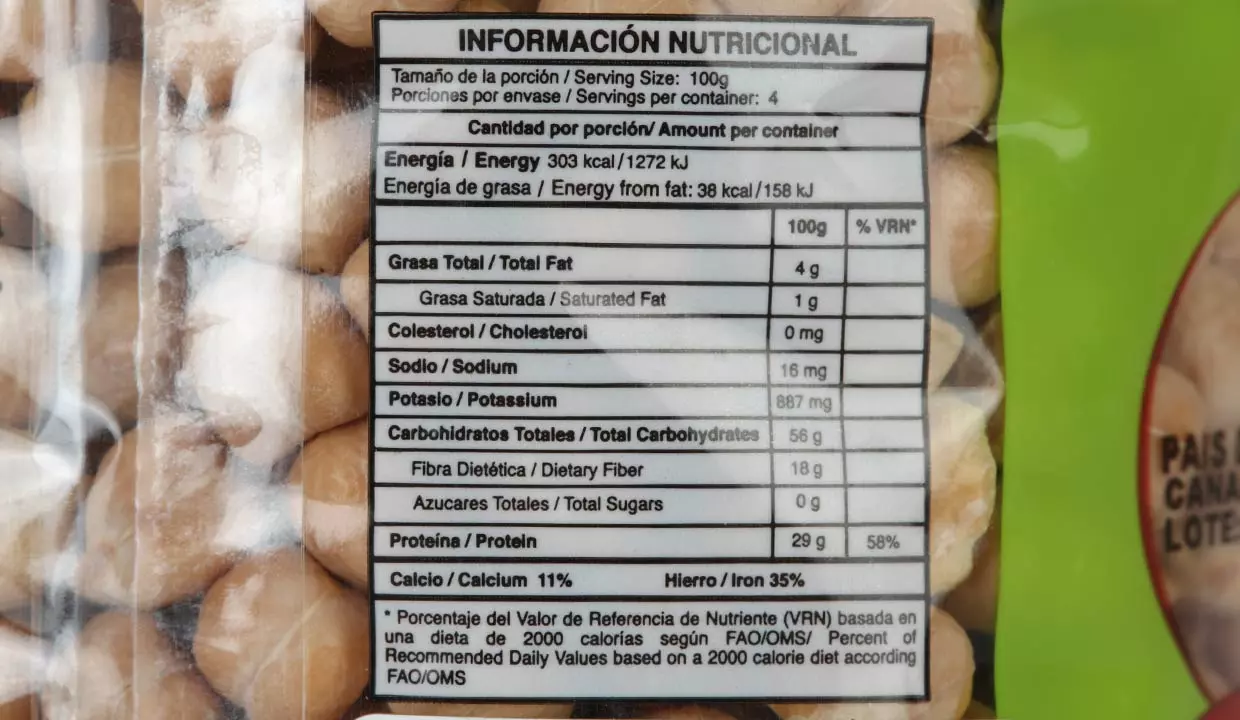 INFORMACIÓN NUTRICIONAL
Tamaño de la porción / Serving Size: 100g
Porciones por envase / Servings per container: 4
Cantidad por porción/ Amount per container
Energía / Energy 303 kcal/1272 kJ
Energía de grasa / Energy from fat: 38 kcal/158 kJ
100g % VRN*
Grasa Total / Total Fat 4 g
Grasa Saturada / Saturated Fat 1 g
Colesterol / Cholesterol 0 mg
Sodio / Sodium 16 mg
Potasio / Potassium 887 mg
Carbohidratos Totales / Total Carbohydrates 56 g
Fibra Dietética / Dietary Fiber 18 g
Azucares Totales / Total Sugars 0 g
Proteína / Protein 29 g 58%
Calcio / Calcium 11% Hierro / Iron 35%
* Porcentaje del Valor de Referencia de Nutriente (VRN) basada en
una dieta de 2000 calorías según FAO/OMS/ Percent of
Recommended Daily Values based on a 2000 calorie diet according
FAO/OMS
PAIS
CANA
LOTE